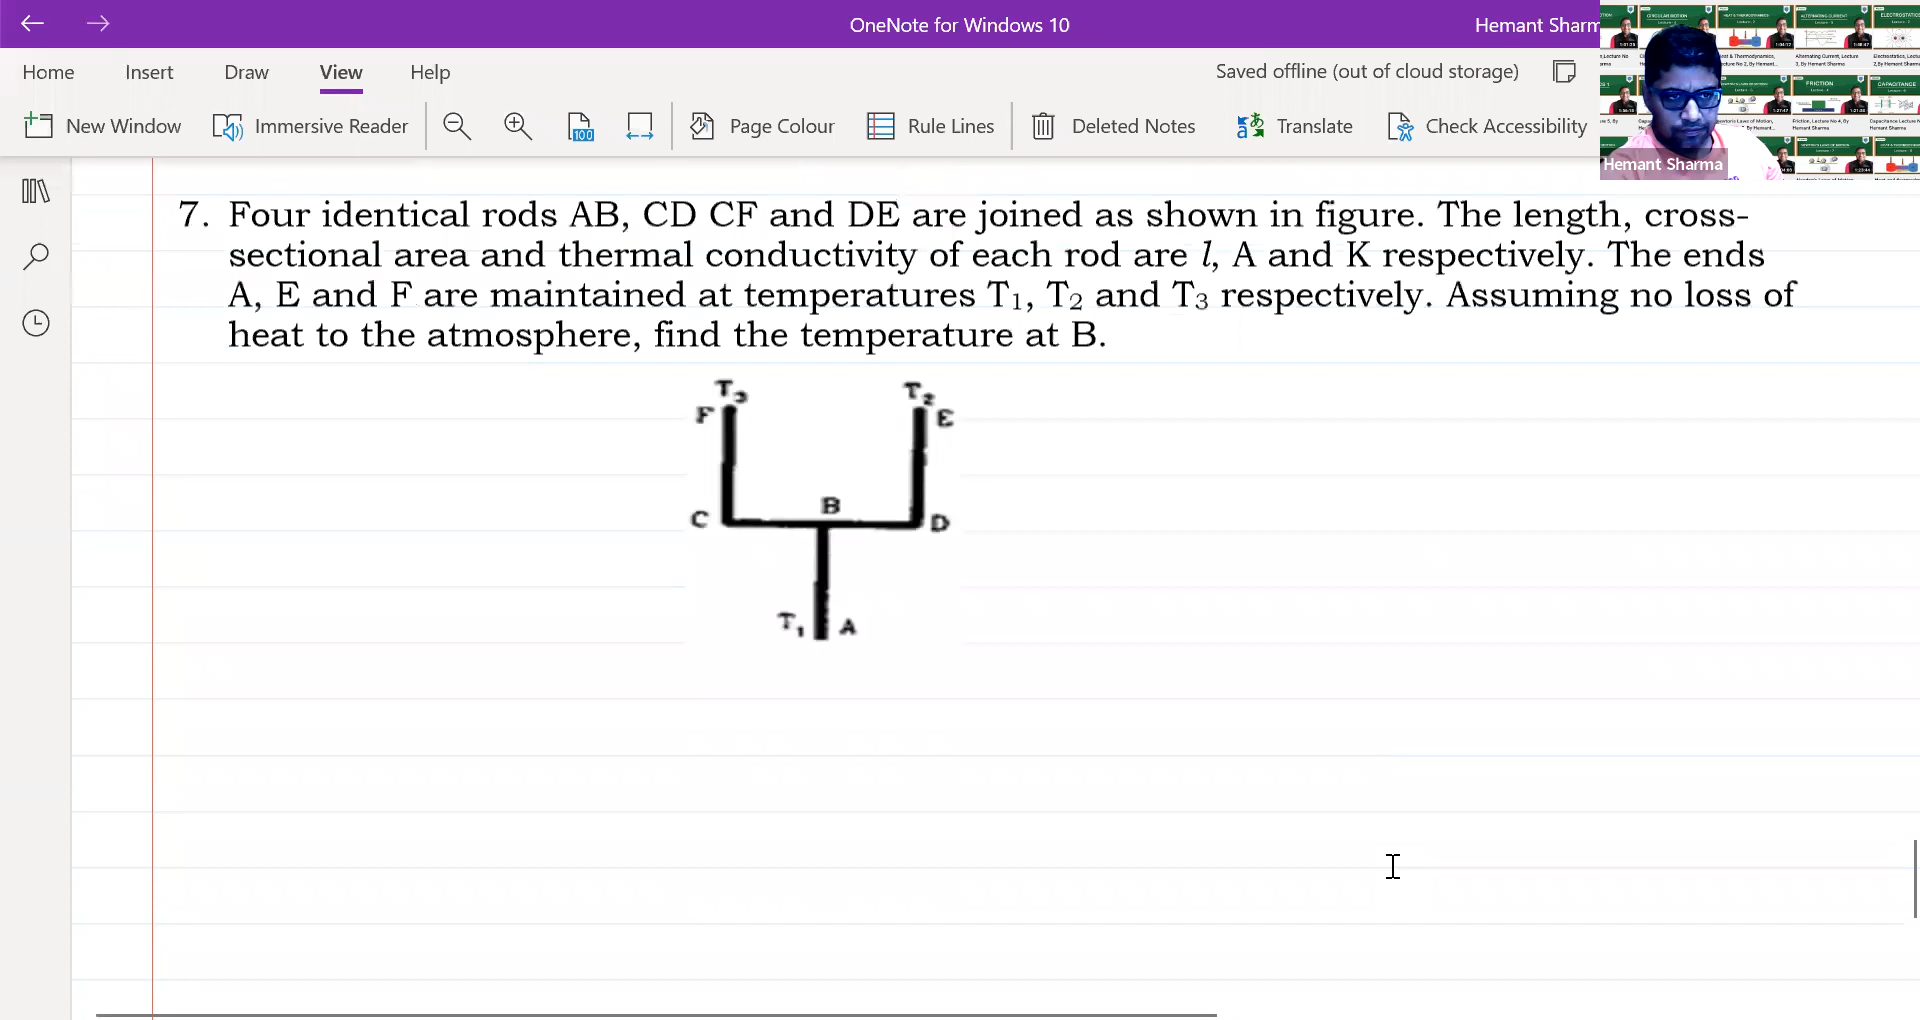 OneNote for Windows 10
Hemant Sharm
Home Insert Draw View Help
Saved offline (out of cloud storage)
New Window Immersive Reader 100 Page Colour Rule Lines Deleted Notes Translate Check Accessibility
Hemant Sharma
7. Four identical rods AB, CD CF and DE are joined as shown in figure. The length, cross-
sectional area and thermal conductivity of each rod are l, A and K respectively. The ends
A, E and F are maintained at temperatures T1, T2 and T3 respectively. Assuming no loss of
heat to the atmosphere, find the temperature at B.
T3 T2
F E
B
C D
T1 A